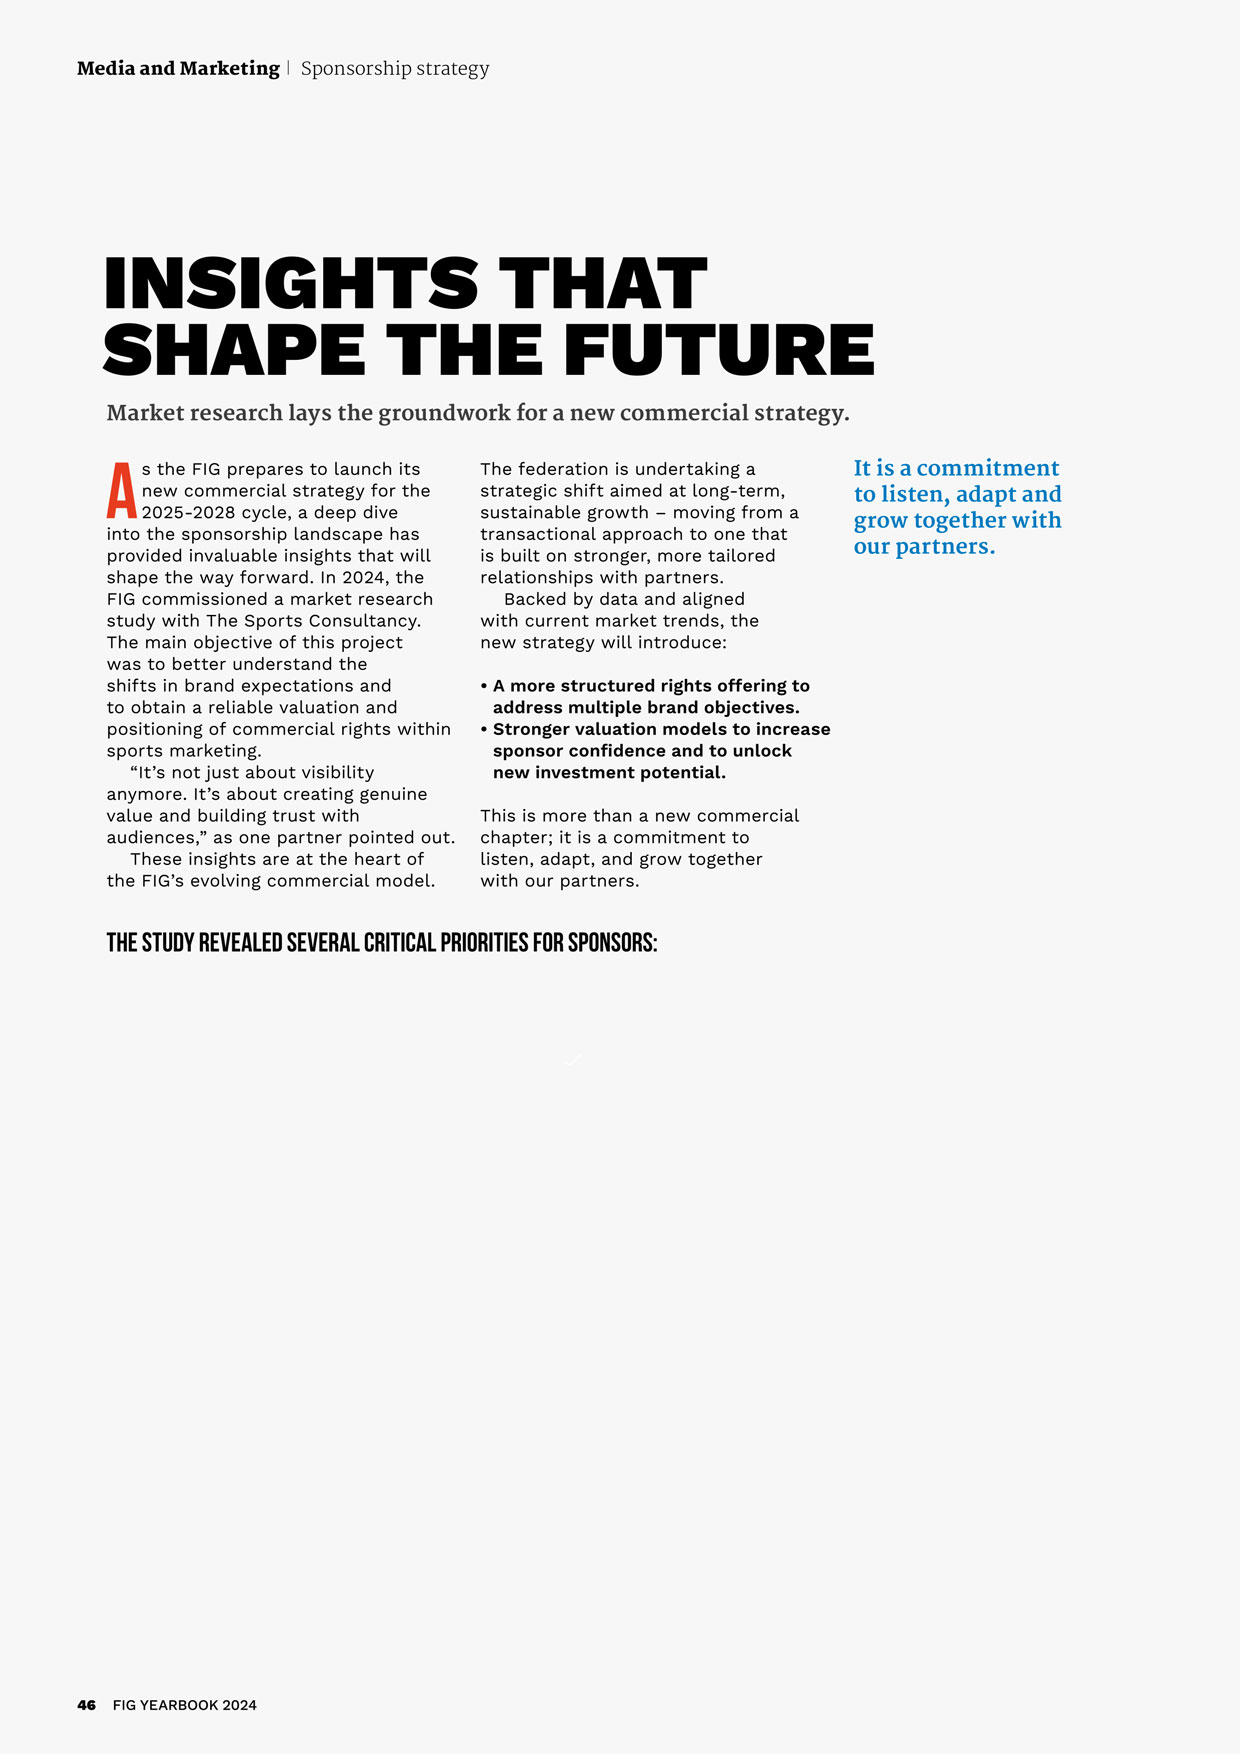 Media and Marketing | Sponsorship strategy
INSIGHTS THAT
SHAPE THE FUTURE
Market research lays the groundwork for a new commercial strategy.
As the FIG prepares to launch its
new commercial strategy for the
2025-2028 cycle, a deep dive
into the sponsorship landscape has
provided invaluable insights that will
shape the way forward. In 2024, the
FIG commissioned a market research
study with The Sports Consultancy.
The main objective of this project
was to better understand the
shifts in brand expectations and
to obtain a reliable valuation and
positioning of commercial rights within
sports marketing.
“It’s not just about visibility
anymore. It’s about creating genuine
value and building trust with
audiences,” as one partner pointed out.
These insights are at the heart of
the FIG’s evolving commercial model.
The federation is undertaking a
strategic shift aimed at long-term,
sustainable growth – moving from a
transactional approach to one that
is built on stronger, more tailored
relationships with partners.
Backed by data and aligned
with current market trends, the
new strategy will introduce:
• A more structured rights offering to
address multiple brand objectives.
• Stronger valuation models to increase
sponsor confidence and to unlock
new investment potential.
This is more than a new commercial
chapter; it is a commitment to
listen, adapt, and grow together
with our partners.
It is a commitment
to listen, adapt and
grow together with
our partners.
THE STUDY REVEALED SEVERAL CRITICAL PRIORITIES FOR SPONSORS:
46 FIG YEARBOOK 2024